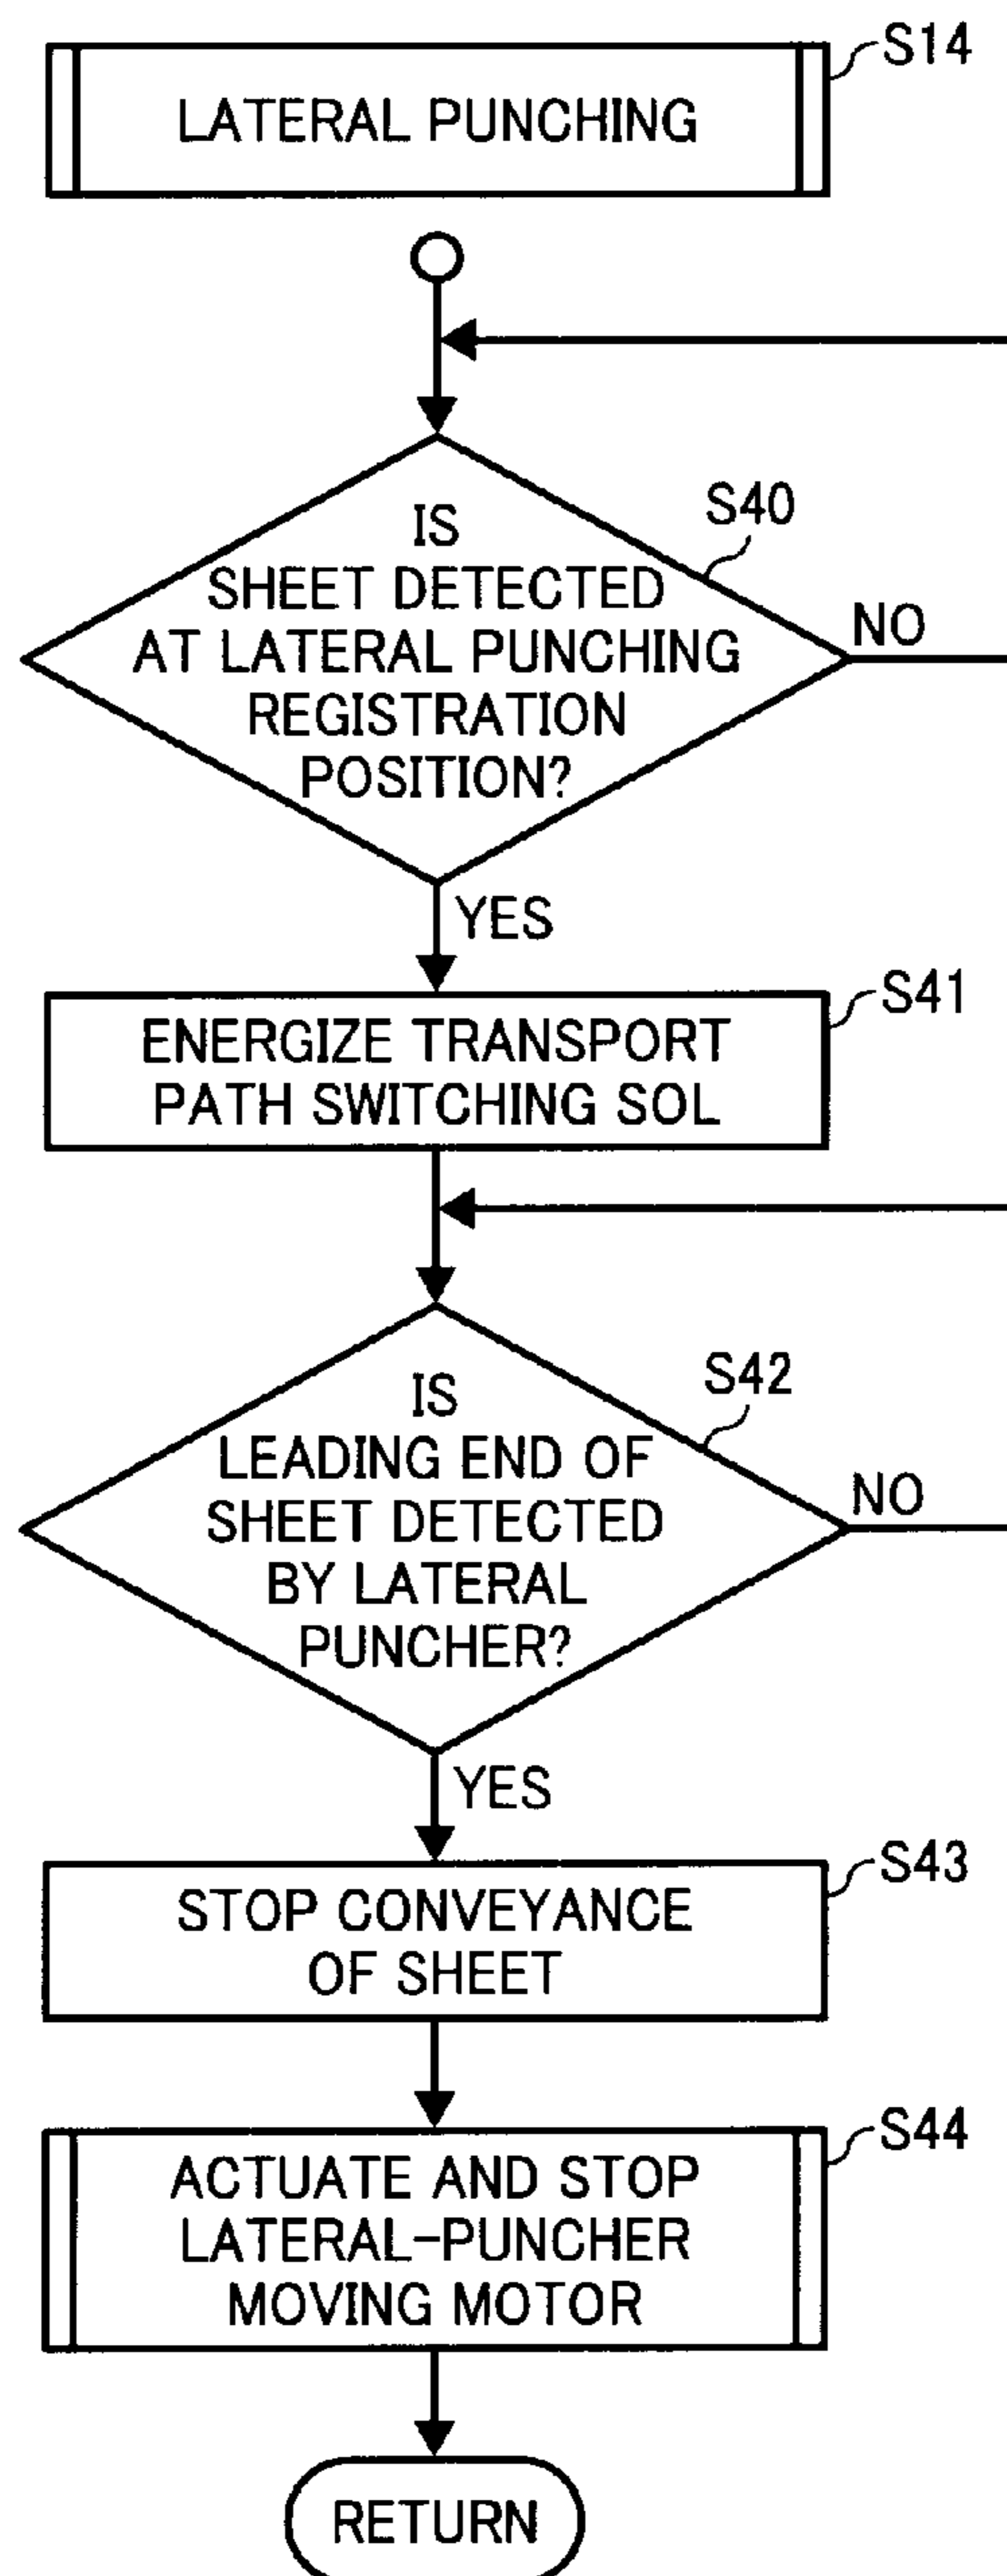 S14
LATERAL PUNCHING
S40
IS
SHEET DETECTED
AT LATERAL PUNCHING
REGISTRATION
POSITION?
NO
YES
S41
ENERGIZE TRANSPORT
PATH SWITCHING SOL
S42
IS
LEADING END OF
SHEET DETECTED
BY LATERAL
PUNCHER?
NO
YES
S43
STOP CONVEYANCE
OF SHEET
S44
ACTUATE AND STOP
LATERAL-PUNCHER
MOVING MOTOR
RETURN